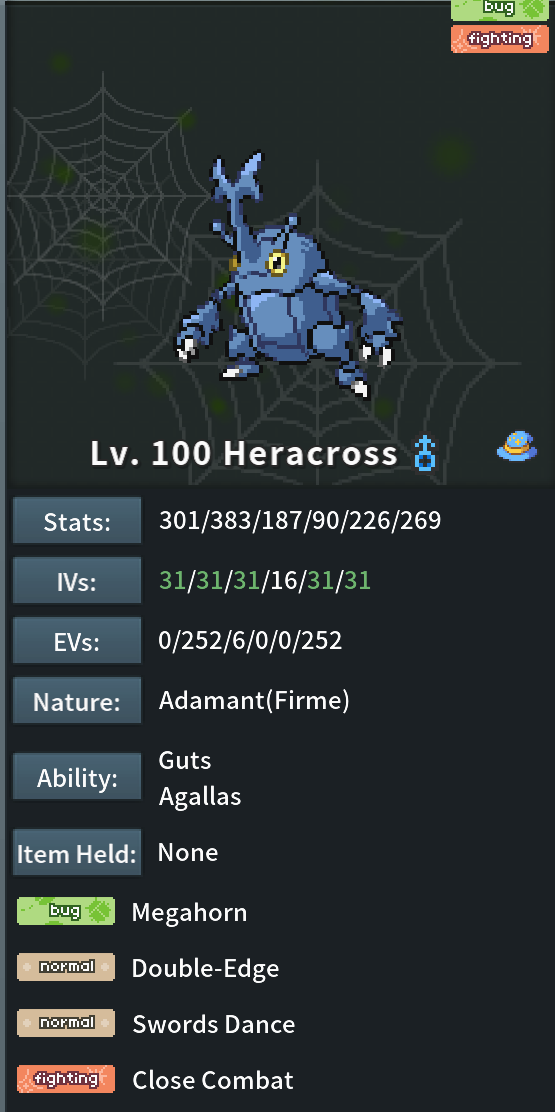 bug
fighting
Lv. 100 Heracross
Stats: 301/383/187/90/226/269
IVs: 31/31/31/16/31/31
EVs: 0/252/6/0/0/252
Nature: Adamant(Firme)
Ability: Guts
Agallas
Item Held: None
bug Megahorn
normal Double-Edge
normal Swords Dance
fighting Close Combat